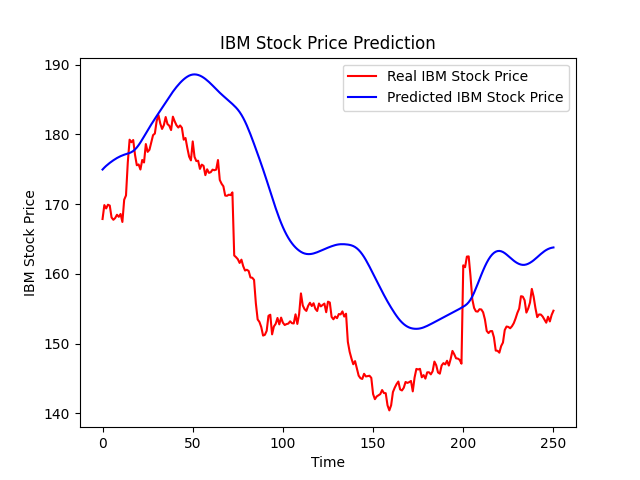 IBM Stock Price Prediction
Real IBM Stock Price
Predicted IBM Stock Price
190
180
170
160
150
140
IBM Stock Price
0
50
100
150
200
250
Time